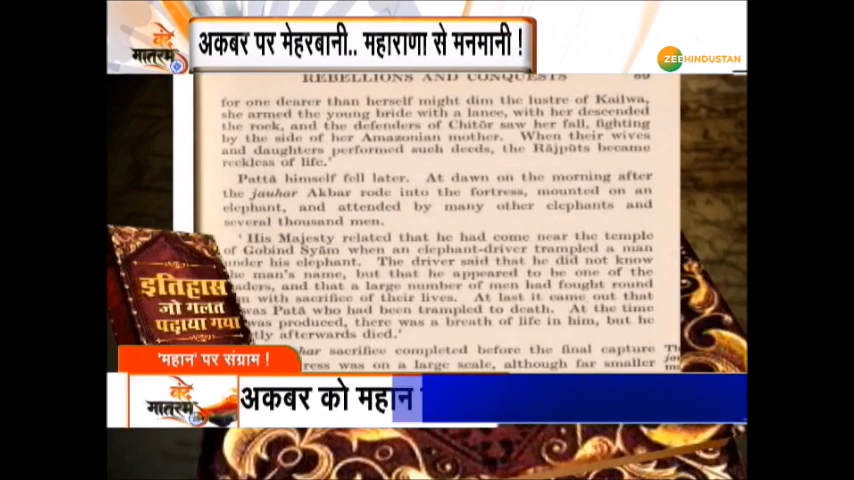 वंदे
मातरम्
अकबर पर मेहरबानी.. महाराणा से मनमानी !
ZEE HINDUSTAN
REBELLIONS AND CONQUESTS 89
for one dearer than herself might dim the lustre of Kailwa,
she armed the young bride with a lance, with her descended
the rock, and the defenders of Chitōr saw her fall, fighting
by the side of her Amazonian mother. When their wives
and daughters performed such deeds, the Rājpūts became
reckless of life.'
Pattā himself fell later. At dawn on the morning after
the jauhar Akbar rode into the fortress, mounted on an
elephant, and attended by many other elephants and
several thousand men.
' His Majesty related that he had come near the temple
of Gobind Syām when an elephant-driver trampled a man
under his elephant. The driver said that he did not know
the man's name, but that he appeared to be one of the
aders, and that a large number of men had fought round
m with sacrifice of their lives. At last it came out that
was Patā who had been trampled to death. At the time
was produced, there was a breath of life in him, but he
tly afterwards died.'
har sacrifice completed before the final capture
ress was on a large scale, although far smaller
इतिहास
जो गलत
पढ़ाया गया
'महान' पर संग्राम !
वंदे
मातरम्
अकबर को महान